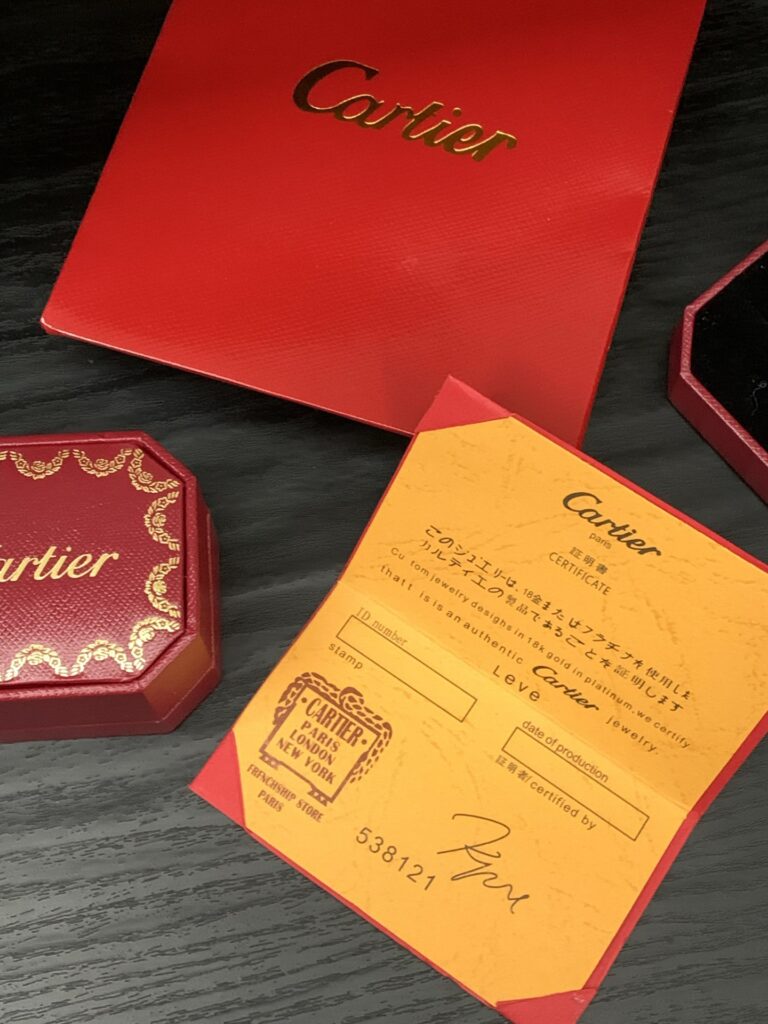 Cartier
artier
Cartier
paris
証明書
CERTIFICATE
このジュエリーは、18金またはプラチナを使用しま
カルティエの製品であることを証明します
Cu tom jewelry desighs in 18k gold in platinum, we certify
that t is is an authentic Cartier jewelry.
Leve
ID number
stamp
date of production
証明者/certified by
CARTIER
PARIS
LONDON
NEW YORK
FRENCHSHIP STORE
PARIS
538121